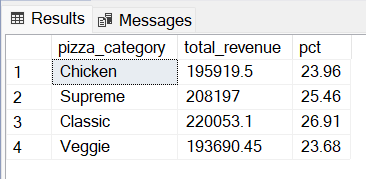 Results Messages
pizza_category total_revenue pct
1 Chicken 195919.5 23.96
2 Supreme 208197 25.46
3 Classic 220053.1 26.91
4 Veggie 193690.45 23.68